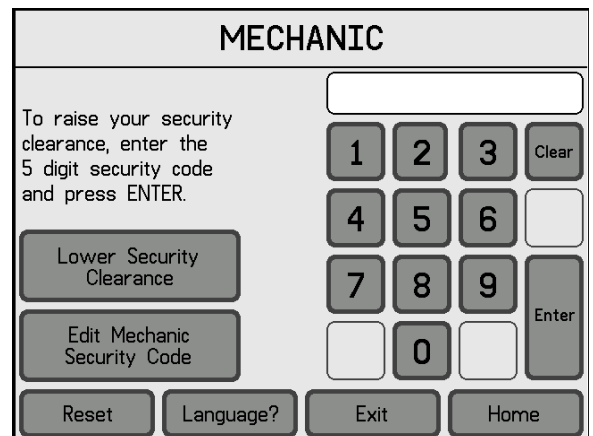 MECHANIC
To raise your security
clearance, enter the
5 digit security code
and press ENTER.
1 2 3 Clear
4 5 6
7 8 9
Enter
0
Lower Security
Clearance
Edit Mechanic
Security Code
Reset Language? Exit Home